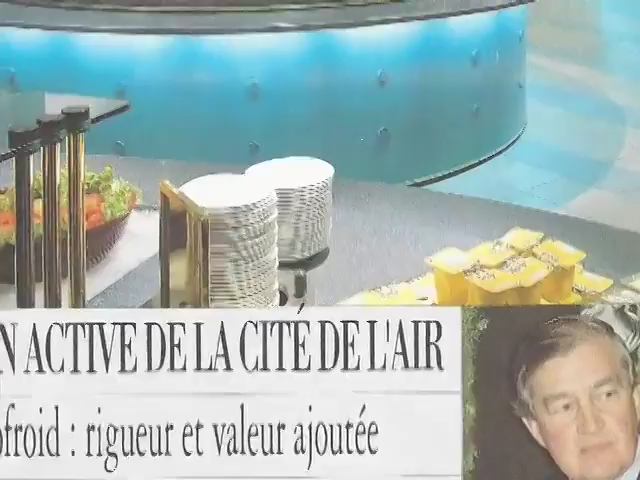 N ACTIVE DE LA CITÉ DE L'AIR
ofroid : rigueur et valeur ajoutée